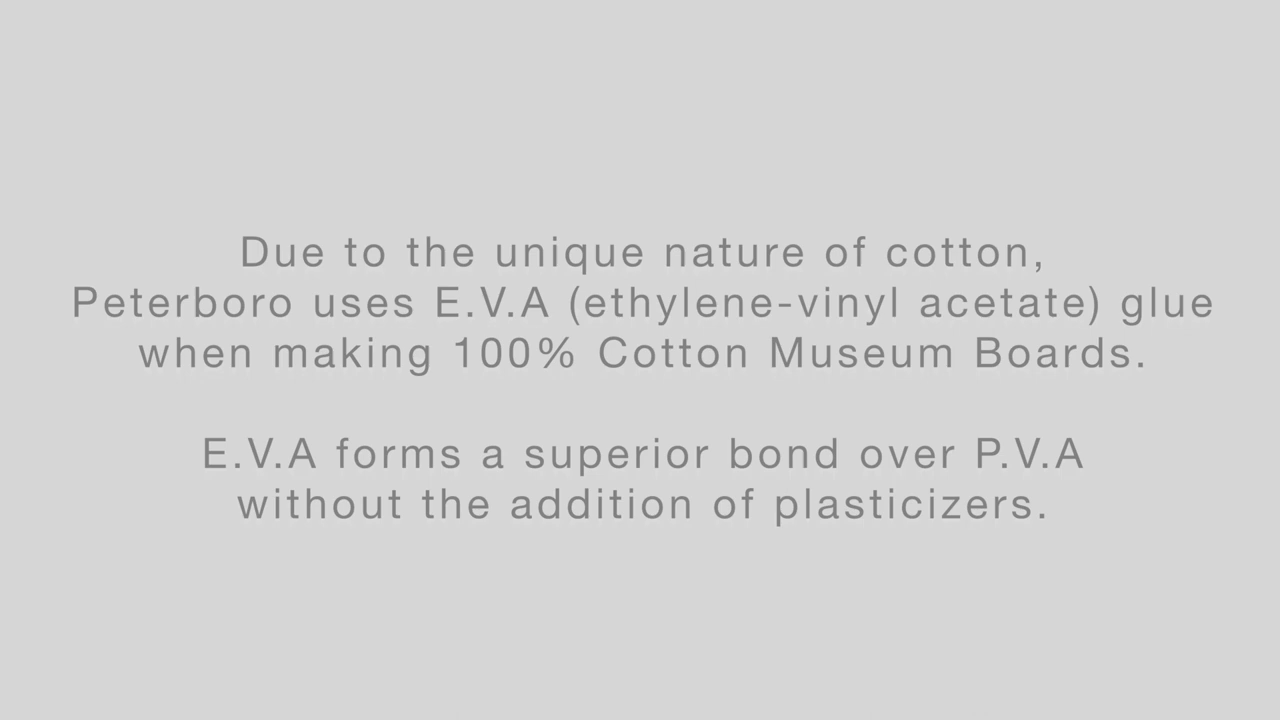 Due to the unique nature of cotton,
Peterboro uses E.V.A (ethylene-vinyl acetate) glue
when making 100% Cotton Museum Boards.
E.V.A forms a superior bond over P.V.A
without the addition of plasticizers.